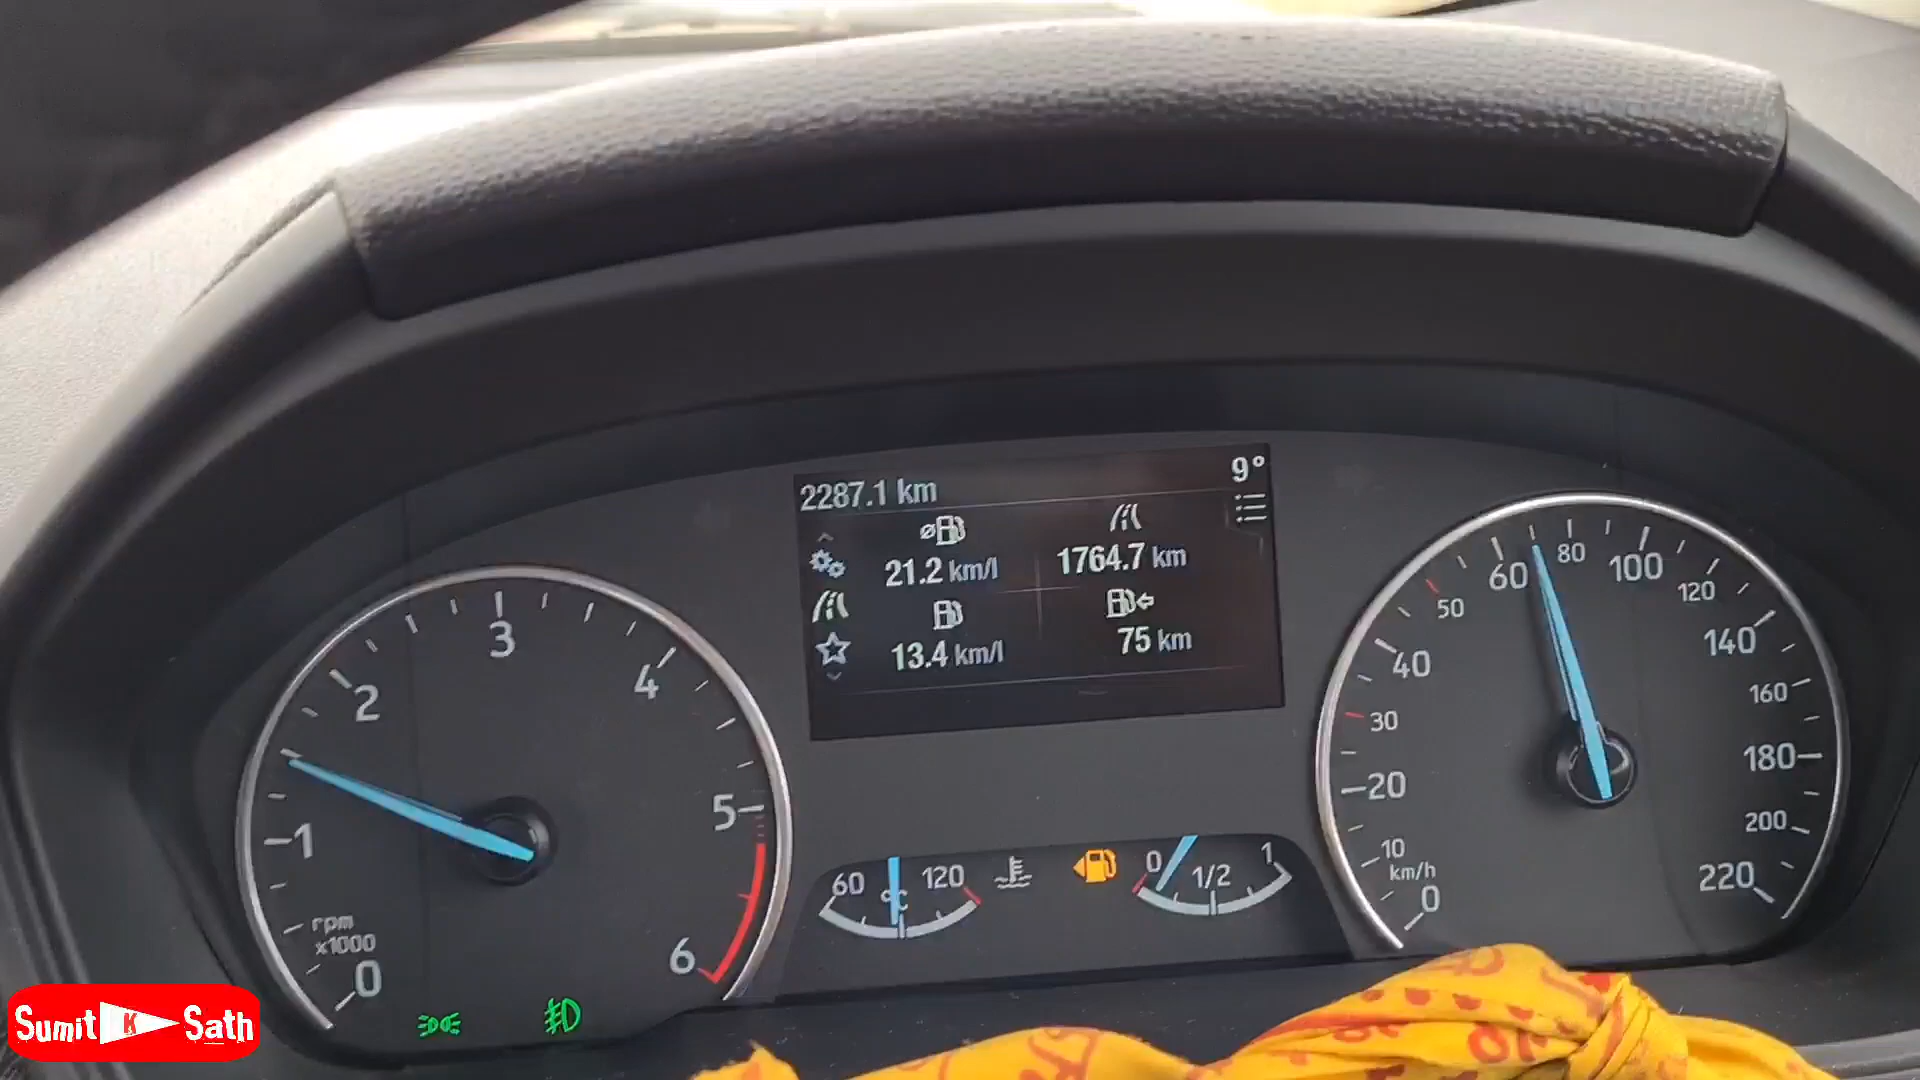 2287.1 km
9°
21.2 km/l
1764.7 km
13.4 km/l
75 km
0
1
2
3
4
5
6
rpm
x1000
60
°C
120
0
1/2
1
0
10
20
30
40
50
60
80
100
120
140
160
180
200
220
km/h
Sumit K Sath